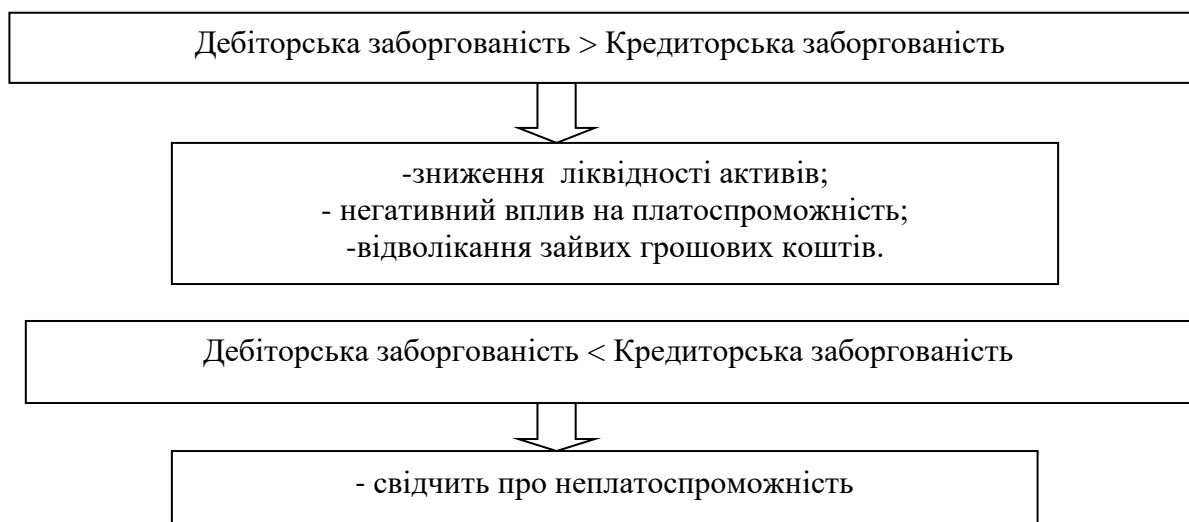 Дебіторська заборгованість > Кредиторська заборгованість
-зниження ліквідності активів;
- негативний вплив на платоспроможність;
-відволікання зайвих грошових коштів.
Дебіторська заборгованість < Кредиторська заборгованість
- свідчить про неплатоспроможність